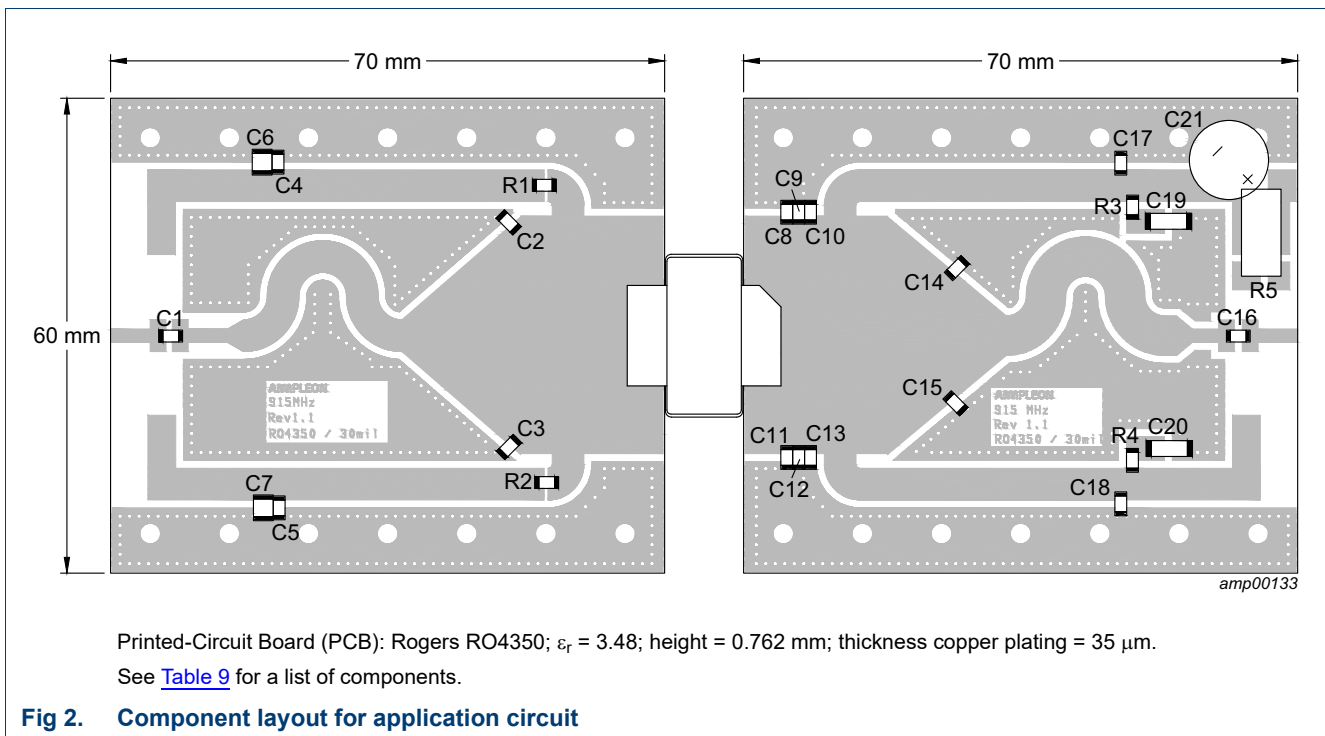 70 mm
70 mm
C21
C6
C17
C4
C9
R1
R3
C19
C2
C8
C10
C14
R5
C1
C16
60 mm
C15
AMPLEON
915MHz
Rev1.1
RO4350 / 30mil
AMPLEON
915 MHz
Rev 1.1
RO4350 / 30mil
C3
C11
C13
R4
C20
C7
R2
C12
C18
C5
amp00133
Printed-Circuit Board (PCB): Rogers RO4350; εr = 3.48; height = 0.762 mm; thickness copper plating = 35 μm.
See Table 9 for a list of components.
Fig 2. Component layout for application circuit